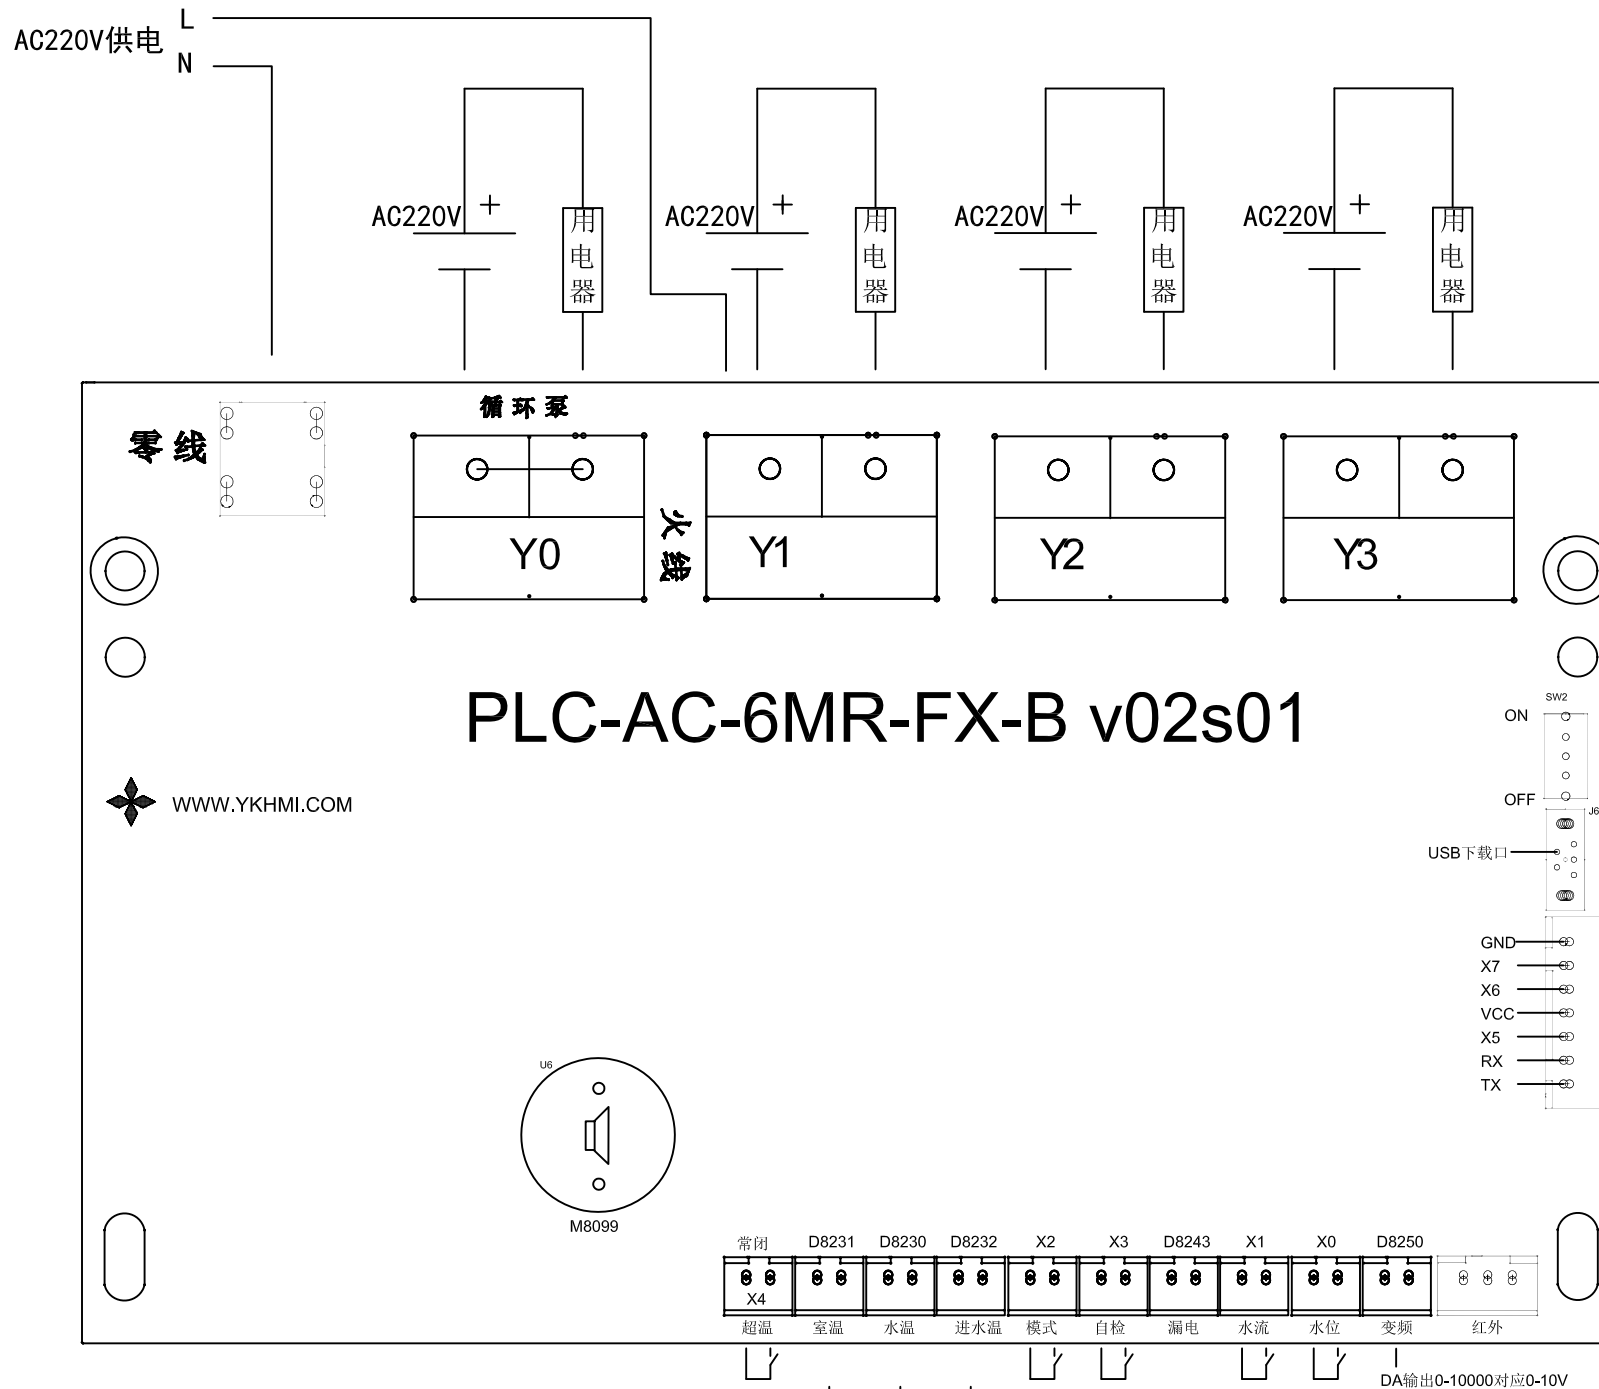 L
AC220V供电
N
AC220V + AC220V + AC220V + AC220V +
用电器 用电器 用电器 用电器
循环泵
零线
火线
Y0 Y1 Y2 Y3
PLC-AC-6MR-FX-B v02s01
SW2
ON
OFF
WWW.YKHMI.COM
J6
USB下载口
GND
X7
X6
VCC
X5
RX
TX
U6
M8099
常闭 D8231 D8230 D8232 X2 X3 D8243 X1 X0 D8250
X4
超温 室温 水温 进水温 模式 自检 漏电 水流 水位 变频 红外
DA输出0-10000对应0-10V